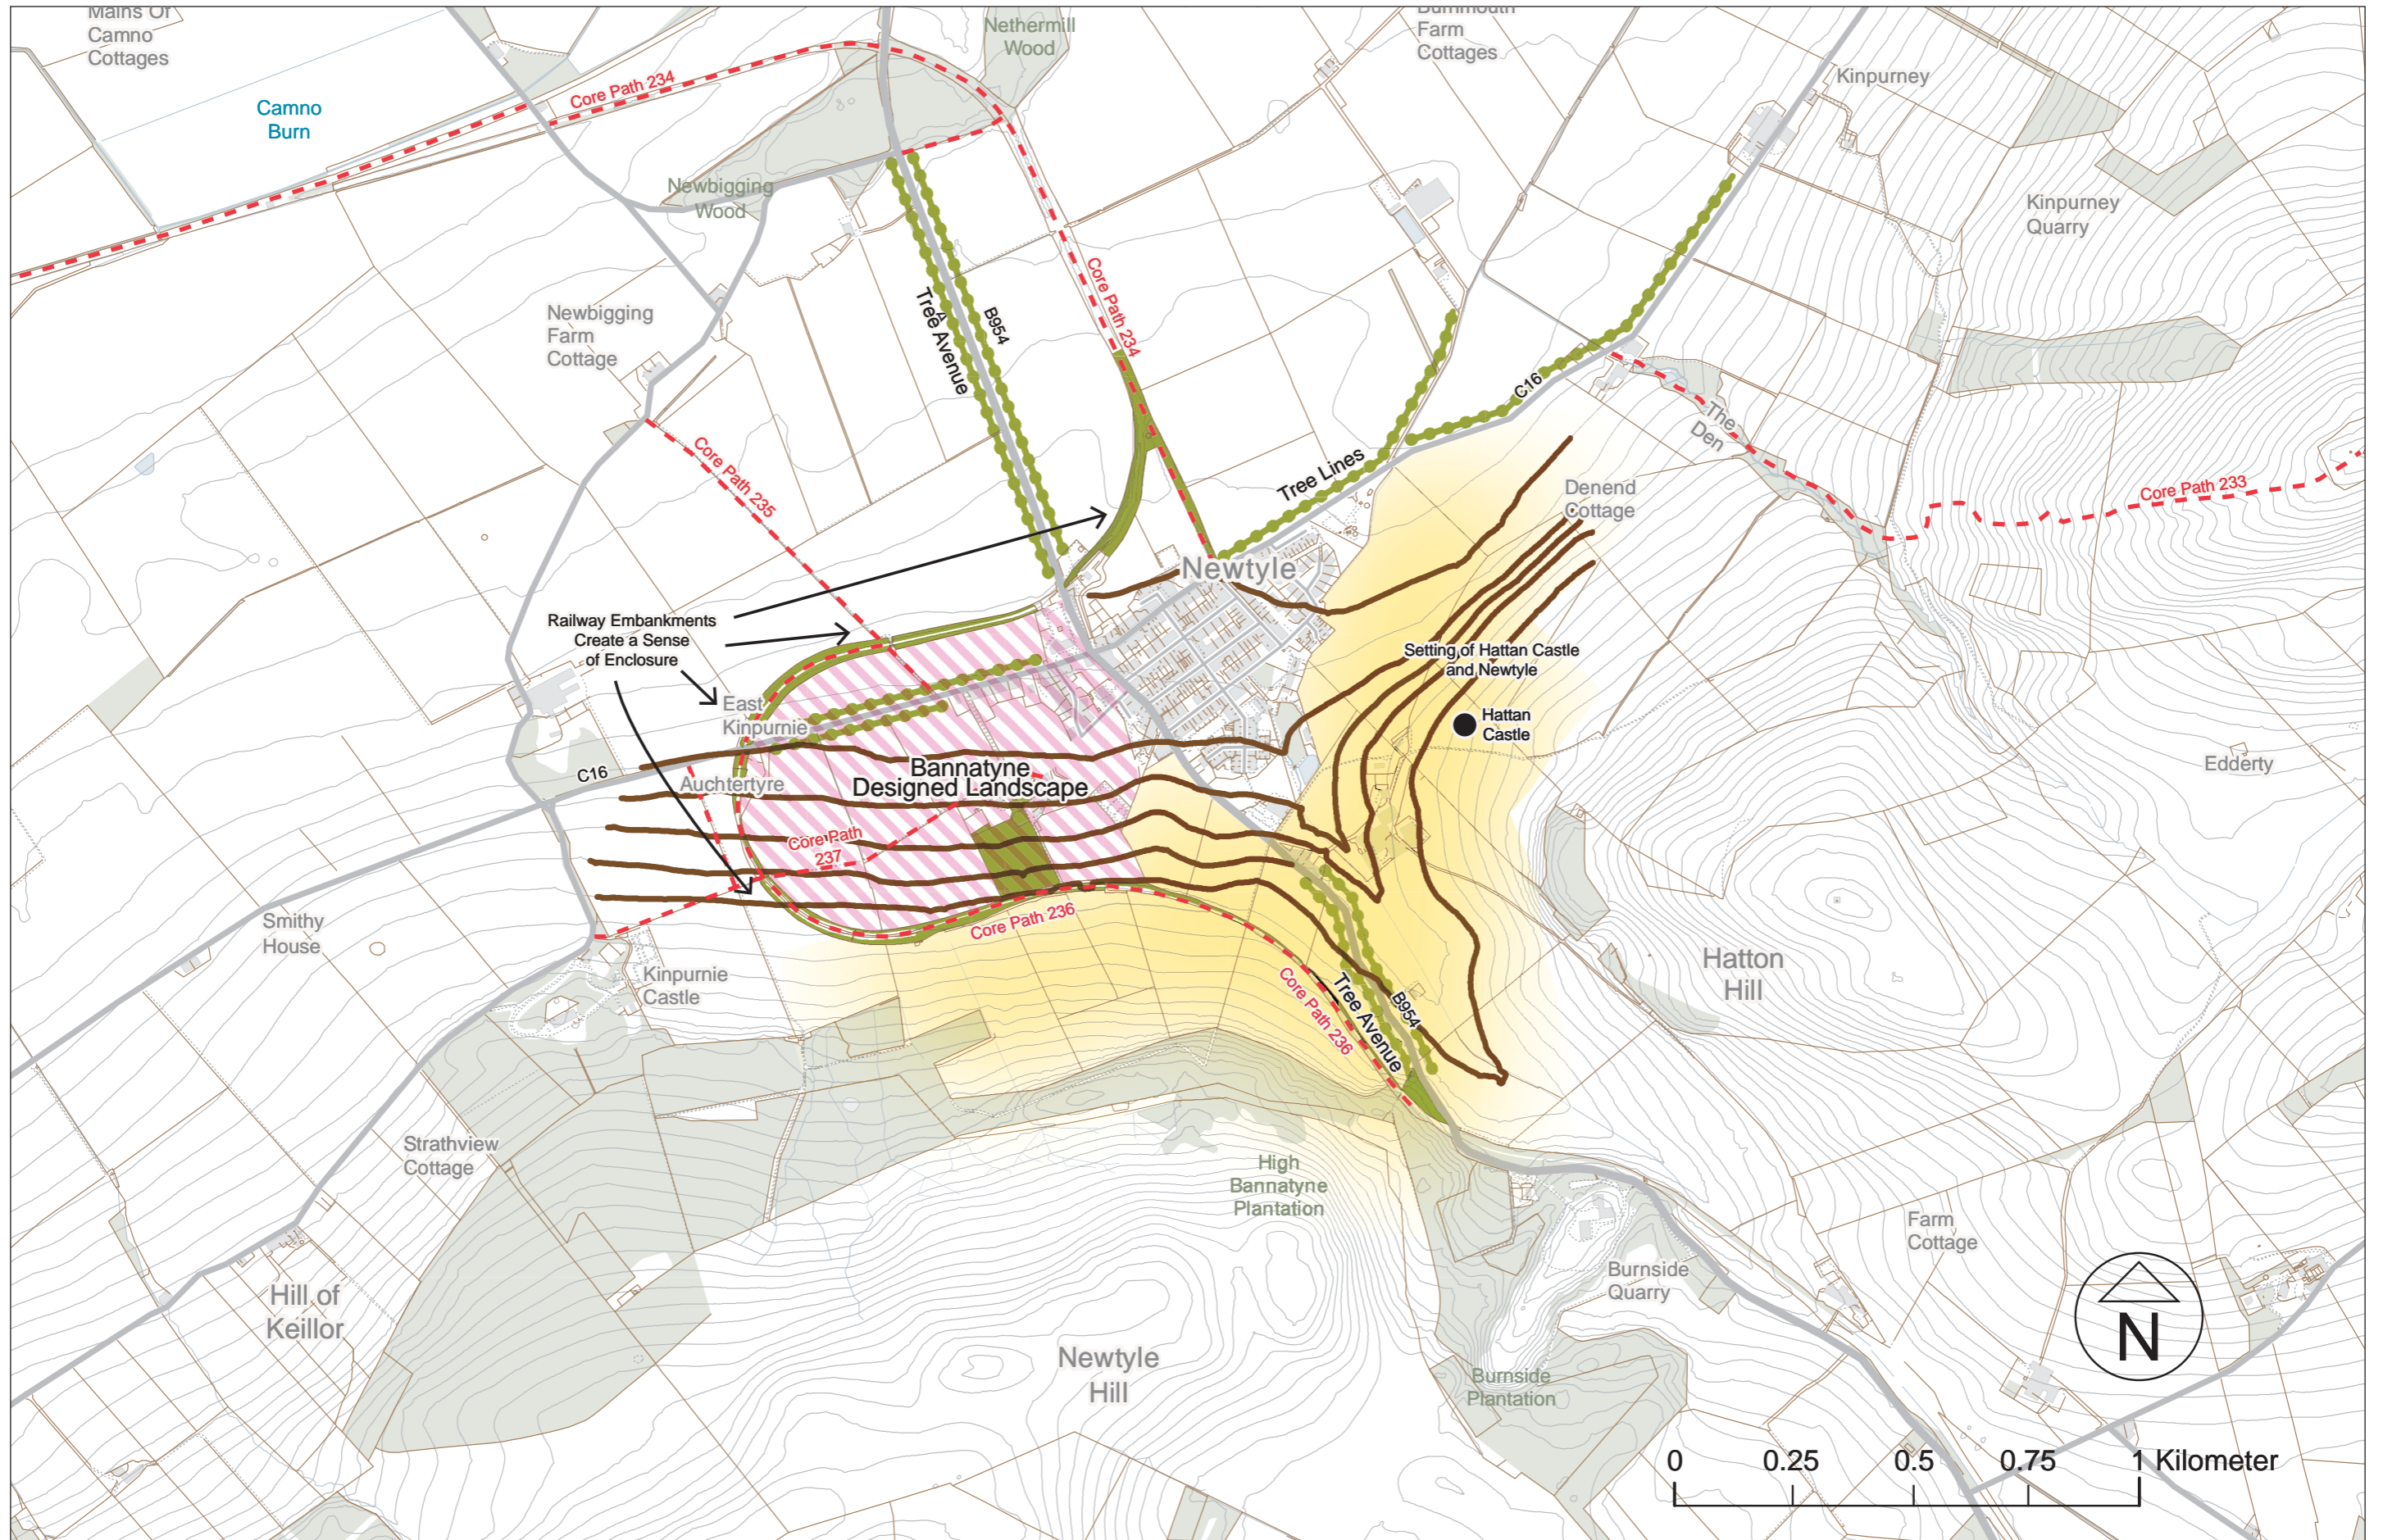 Mains Of
Camno
Cottages
Nethermill
Wood
Burnmouth
Farm
Cottages
Kinpurney
Core Path 234
Camno
Burn
Newbigging
Wood
Kinpurney
Quarry
Core Path 234
Newbigging
Farm
Cottage
Tree Avenue
B954
C16
The
Den
Core Path 235
Tree Lines
Denend
Cottage
Core Path 233
Newtyle
Railway Embankments
Create a Sense
of Enclosure
Setting of Hattan Castle
and Newtyle
East
Kinpurnie
Hattan
Castle
C16
Auchtertyre
Bannatyne
Designed Landscape
Edderty
Core Path
237
Smithy
House
Core Path 236
Kinpurnie
Castle
Hatton
Hill
Core Path 236
Tree Avenue
B954
Strathview
Cottage
High
Bannatyne
Plantation
Farm
Cottage
Burnside
Quarry
Hill of
Keillor
N
Newtyle
Hill
Burnside
Plantation
0 0.25 0.5 0.75 1 Kilometer